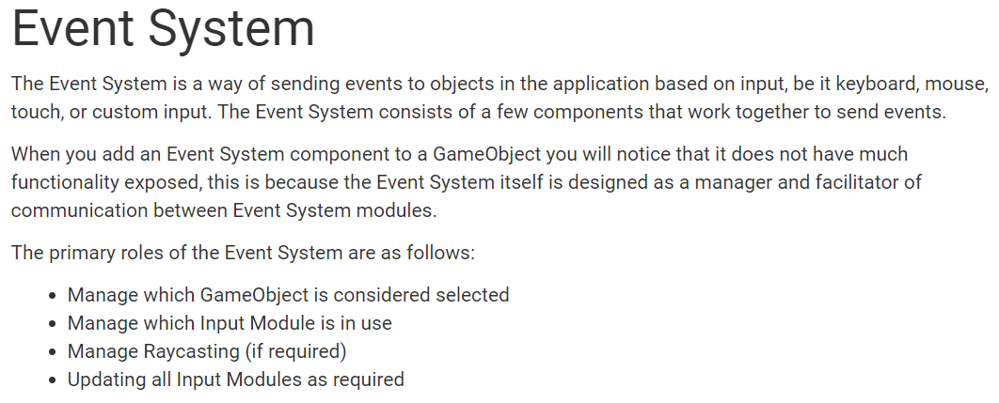 Event System
The Event System is a way of sending events to objects in the application based on input, be it keyboard, mouse,
touch, or custom input. The Event System consists of a few components that work together to send events.
When you add an Event System component to a GameObject you will notice that it does not have much
functionality exposed, this is because the Event System itself is designed as a manager and facilitator of
communication between Event System modules.
The primary roles of the Event System are as follows:
• Manage which GameObject is considered selected
• Manage which Input Module is in use
• Manage Raycasting (if required)
• Updating all Input Modules as required